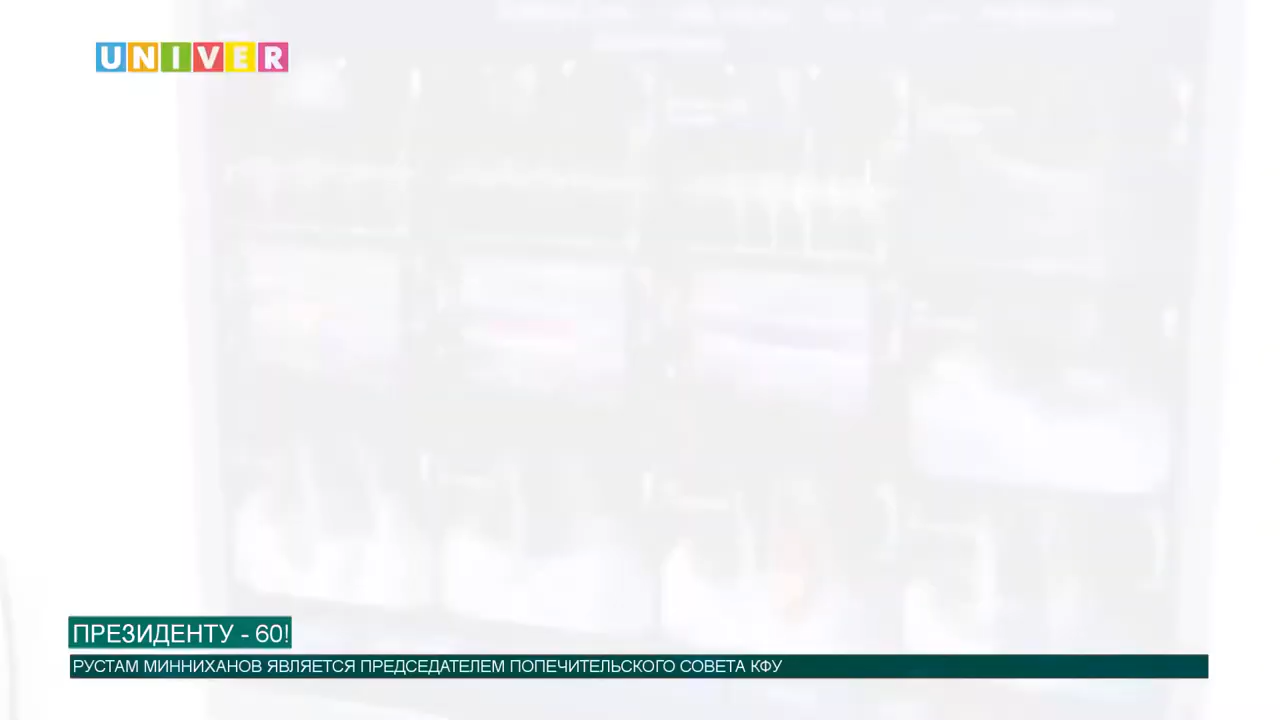 UNIVER
ПРЕЗИДЕНТУ - 60!
РУСТАМ МИННИХАНОВ ЯВЛЯЕТСЯ ПРЕДСЕДАТЕЛЕМ ПОПЕЧИТЕЛЬСКОГО СОВЕТА КФУ